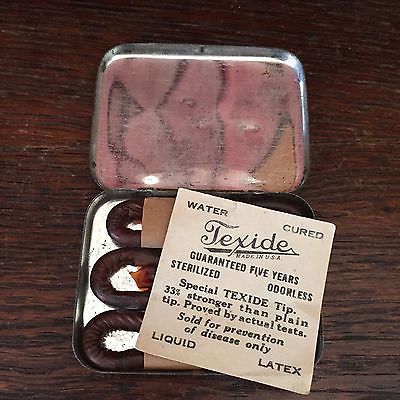 WATER
CURED
Texide
MADE IN U.S.A.
GUARANTEED FIVE YEARS
STERILIZED ODORLESS
Special TEXIDE Tip.
33% stronger than plain
tip. Proved by actual tests.
Sold for prevention
of disease only
LIQUID
LATEX